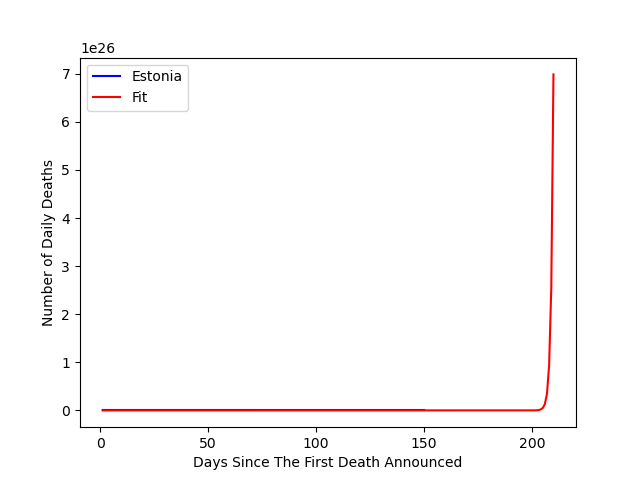 1e26
7
6
5
4
3
2
1
0
Number of Daily Deaths
Estonia
Fit
0 50 100 150 200
Days Since The First Death Announced